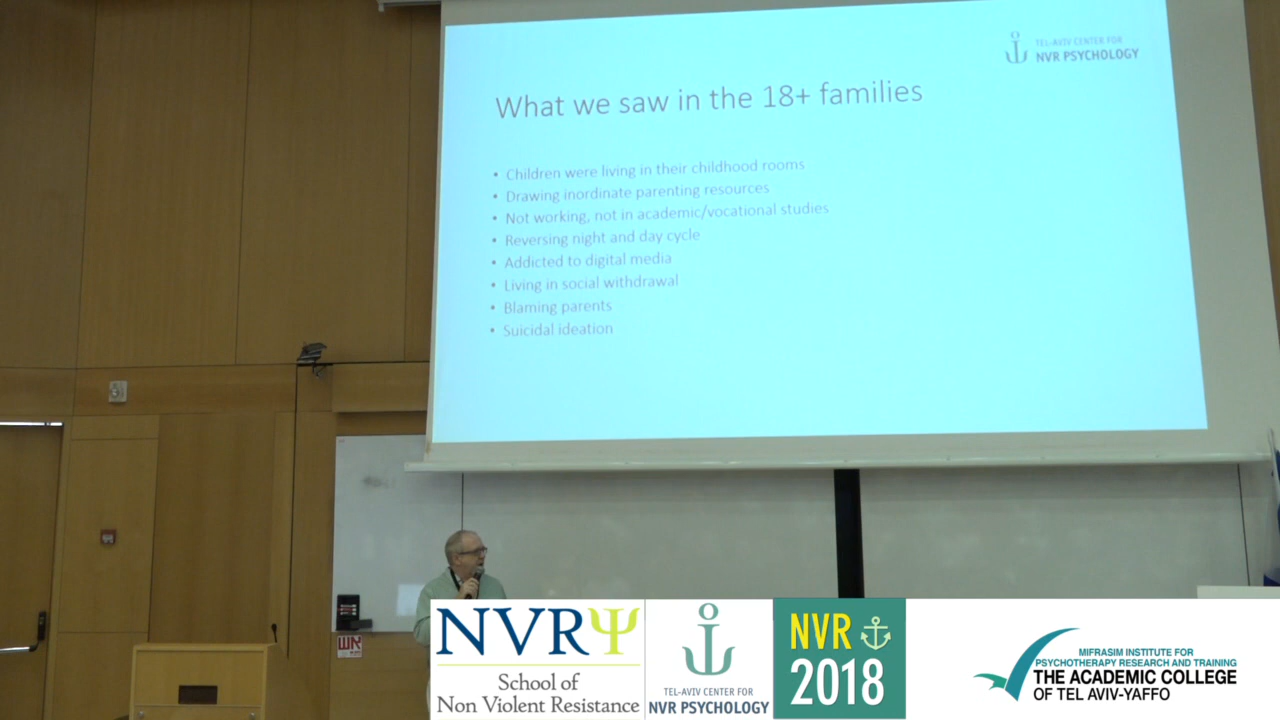 TEL-AVIV CENTER FOR
NVR PSYCHOLOGY
What we saw in the 18+ families
• Children were living in their childhood rooms
• Drawing inordinate parenting resources
• Not working, not in academic/vocational studies
• Reversing night and day cycle
• Addicted to digital media
• Living in social withdrawal
• Blaming parents
• Suicidal ideation
NVRΨ
School of
Non Violent Resistance
TEL-AVIV CENTER FOR
NVR PSYCHOLOGY
NVR
2018
MIFRASIM INSTITUTE FOR
PSYCHOTHERAPY RESEARCH AND TRAINING
THE ACADEMIC COLLEGE
OF TEL AVIV-YAFFO